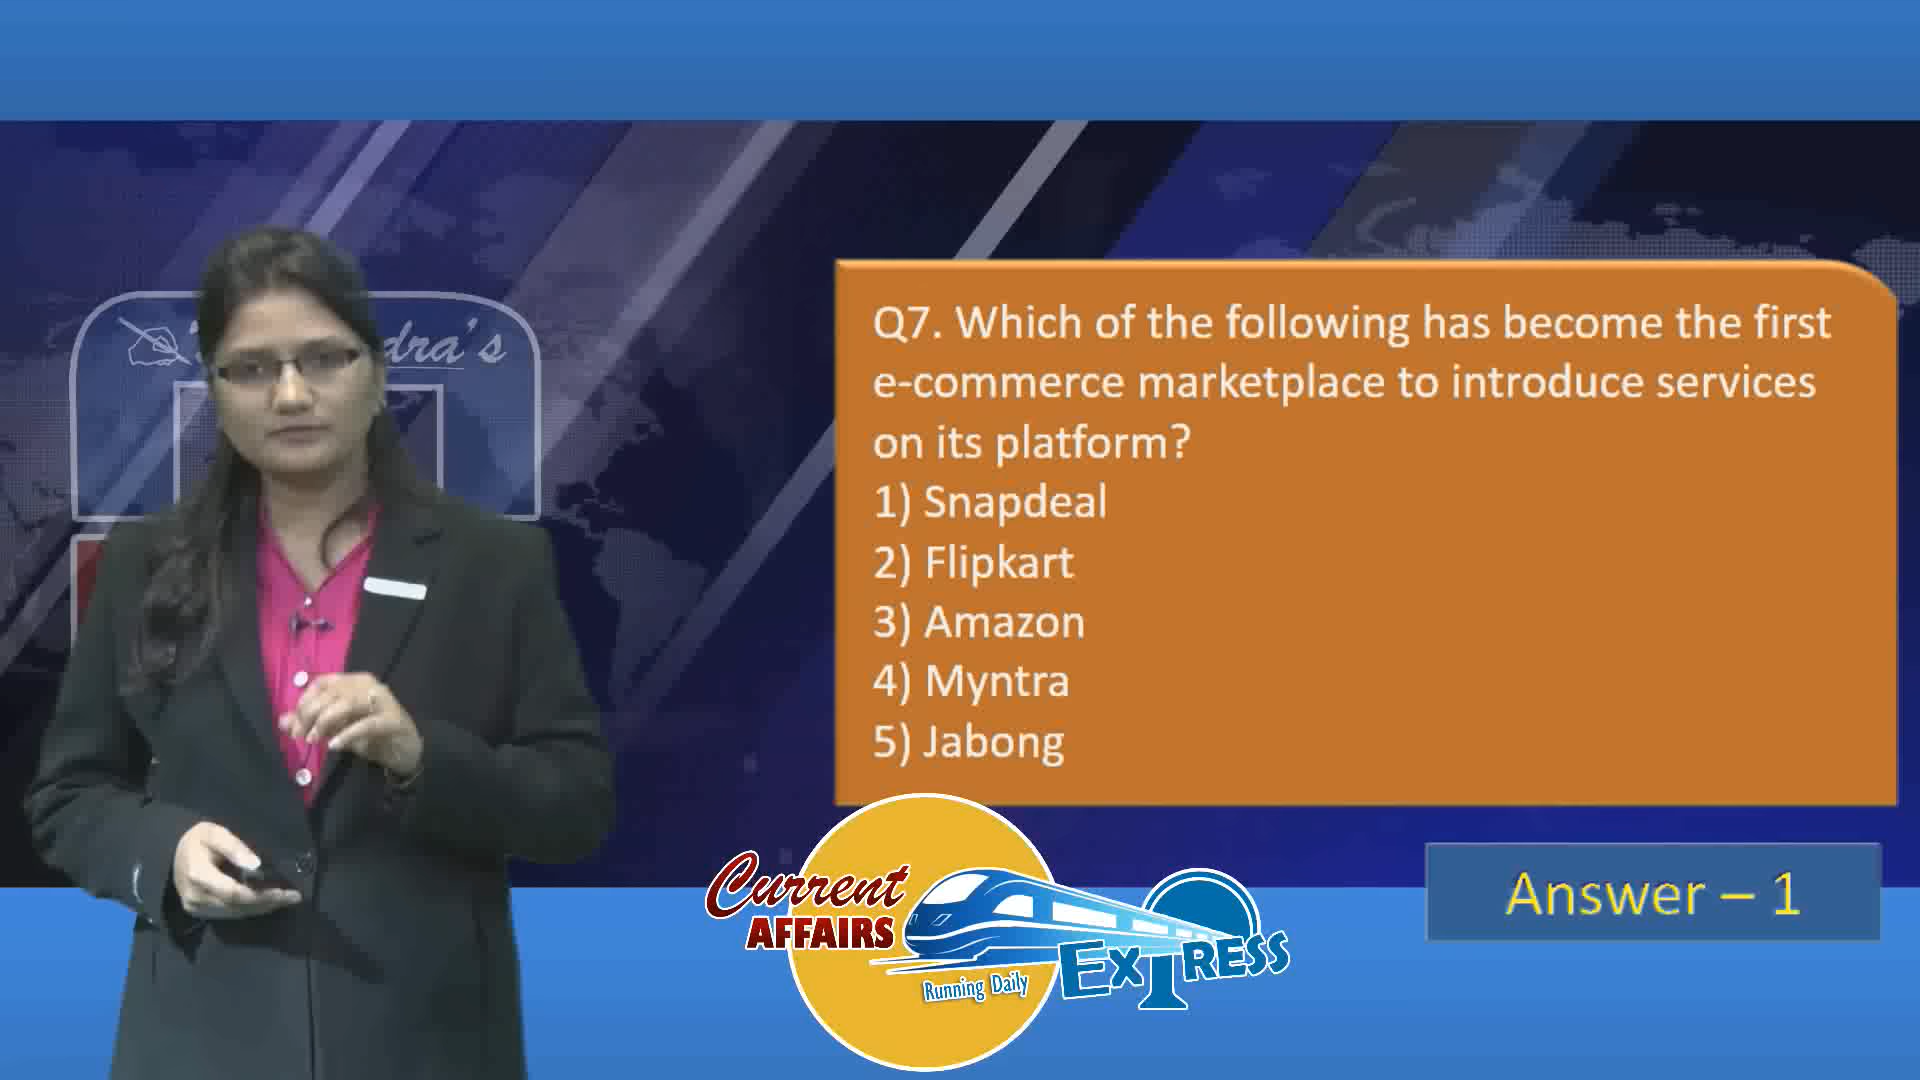 dra's
Q7. Which of the following has become the first
e-commerce marketplace to introduce services
on its platform?
1) Snapdeal
2) Flipkart
3) Amazon
4) Myntra
5) Jabong
Answer – 1
Current
AFFAIRS
EXPRESS
Running Daily